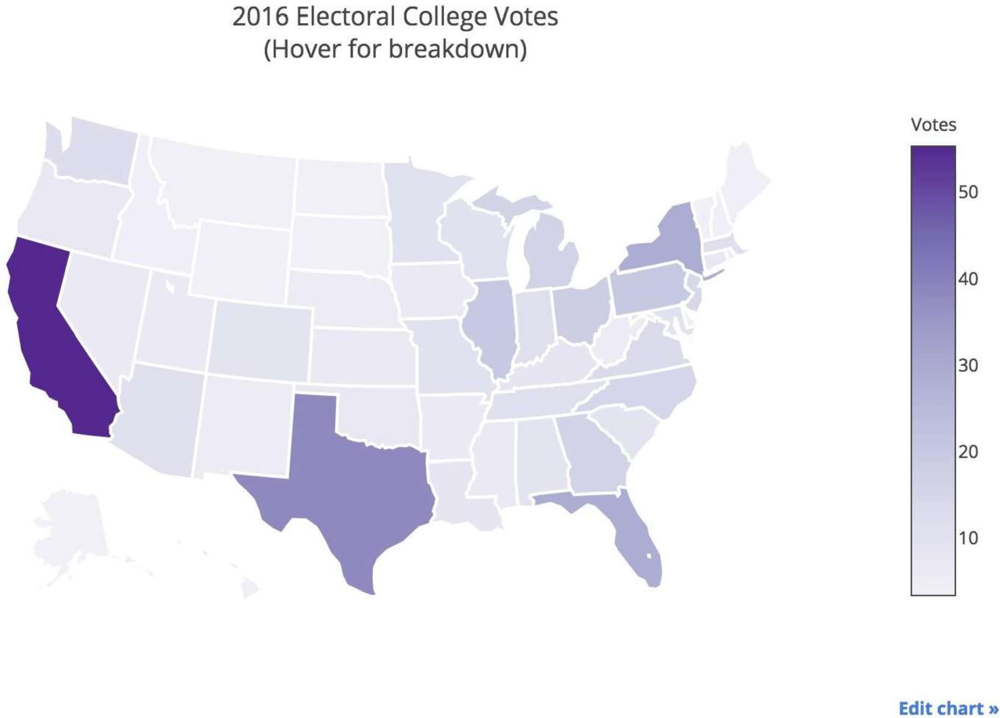 2016 Electoral College Votes
(Hover for breakdown)
Votes
50
40
30
20
10
Edit chart »